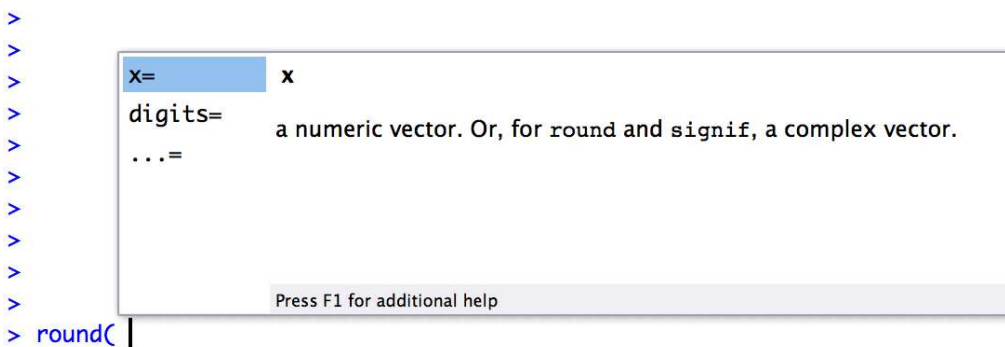 >
>
> x= x
> digits=
a numeric vector. Or, for round and signif, a complex vector.
> ...=
>
>
>
> Press F1 for additional help
> round(